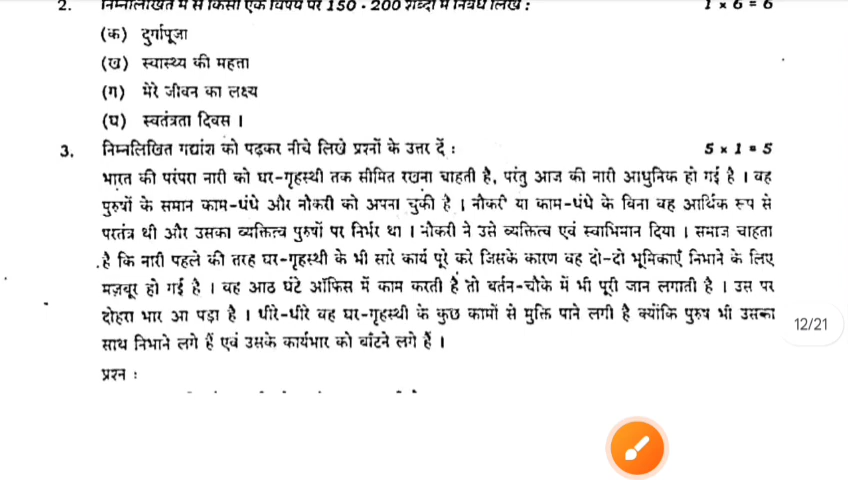 2. निम्नलिखित में से किसी एक विषय पर 150 - 200 शब्दों में निबंध लिखें : 1 × 6 = 6
(क) दुर्गापूजा
(ख) स्वास्थ्य की महता
(ग) मेरे जीवन का लक्ष्य
(घ) स्वतंत्रता दिवस ।
3. निम्नलिखित गद्यांश को पढ़कर नीचे लिखे प्रश्नों के उत्तर दें : 5 × 1 = 5
भारत की परंपरा नारी को घर-गृहस्थी तक सीमित रखना चाहती है, परंतु आज की नारी आधुनिक हो गई है । वह
पुरुषों के समान काम-धंधे और नौकरी को अपना चुकी है । नौकरी या काम-धंधे के बिना वह आर्थिक रूप से
परतंत्र थी और उसका व्यक्तित्व पुरुषों पर निर्भर था । नौकरी ने उसे व्यक्तित्व एवं स्वाभिमान दिया । समाज चाहता
है कि नारी पहले की तरह घर-गृहस्थी के भी सारे कार्य पूरे करे जिसके कारण वह दो-दो भूमिकाएँ निभाने के लिए
मज़बूर हो गई है । वह आठ घंटे ऑफिस में काम करती है तो बर्तन-चौके में भी पूरी जान लगाती है । उस पर
दोहरा भार आ पड़ा है । धीरे-धीरे वह घर-गृहस्थी के कुछ कामों से मुक्ति पाने लगी है क्योंकि पुरुष भी उसका
साथ निभाने लगे हैं एवं उसके कार्यभार को बाँटने लगे हैं ।
प्रश्न :
12/21